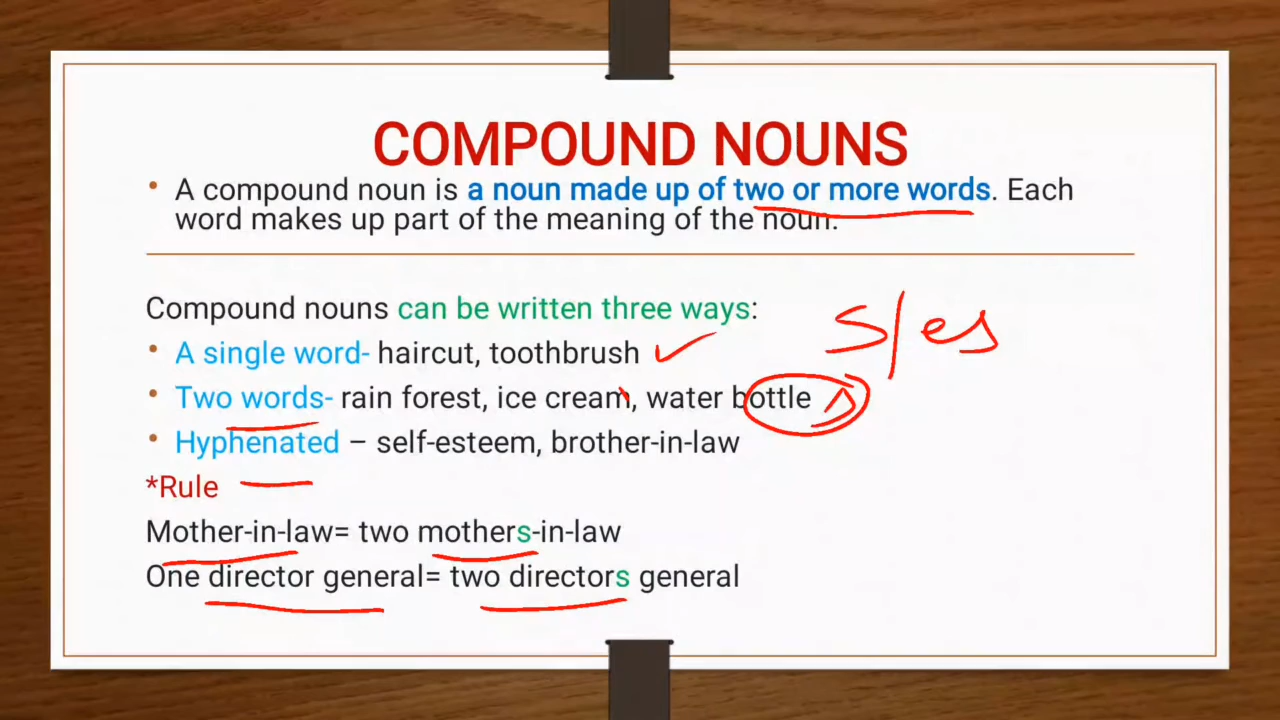 COMPOUND NOUNS
• A compound noun is a noun made up of two or more words. Each
word makes up part of the meaning of the noun.
Compound nouns can be written three ways:
• A single word- haircut, toothbrush
• Two words- rain forest, ice cream, water bottle s
• Hyphenated – self-esteem, brother-in-law
*Rule
Mother-in-law= two mothers-in-law
One director general= two directors general
s/es